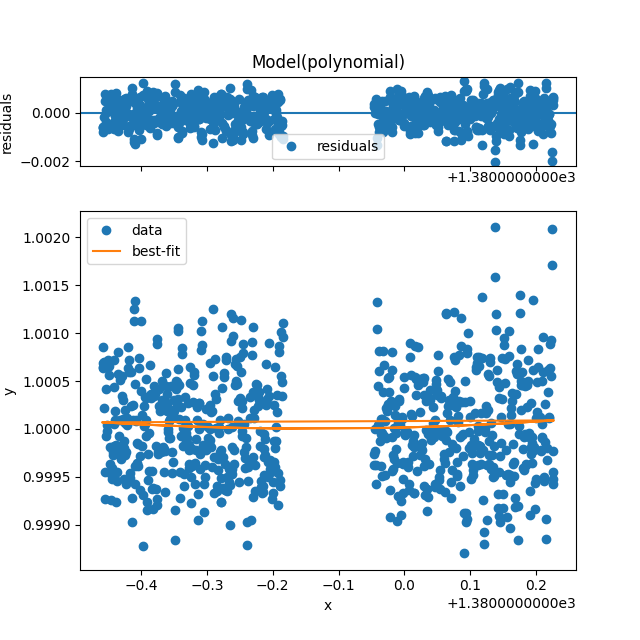 Model(polynomial)
residuals
0.000
−0.002
residuals
+1.3800000000e3
y
1.0020
1.0015
1.0010
1.0005
1.0000
0.9995
0.9990
data
best-fit
−0.4
−0.3
−0.2
−0.1
0.0
0.1
0.2
x
+1.3800000000e3